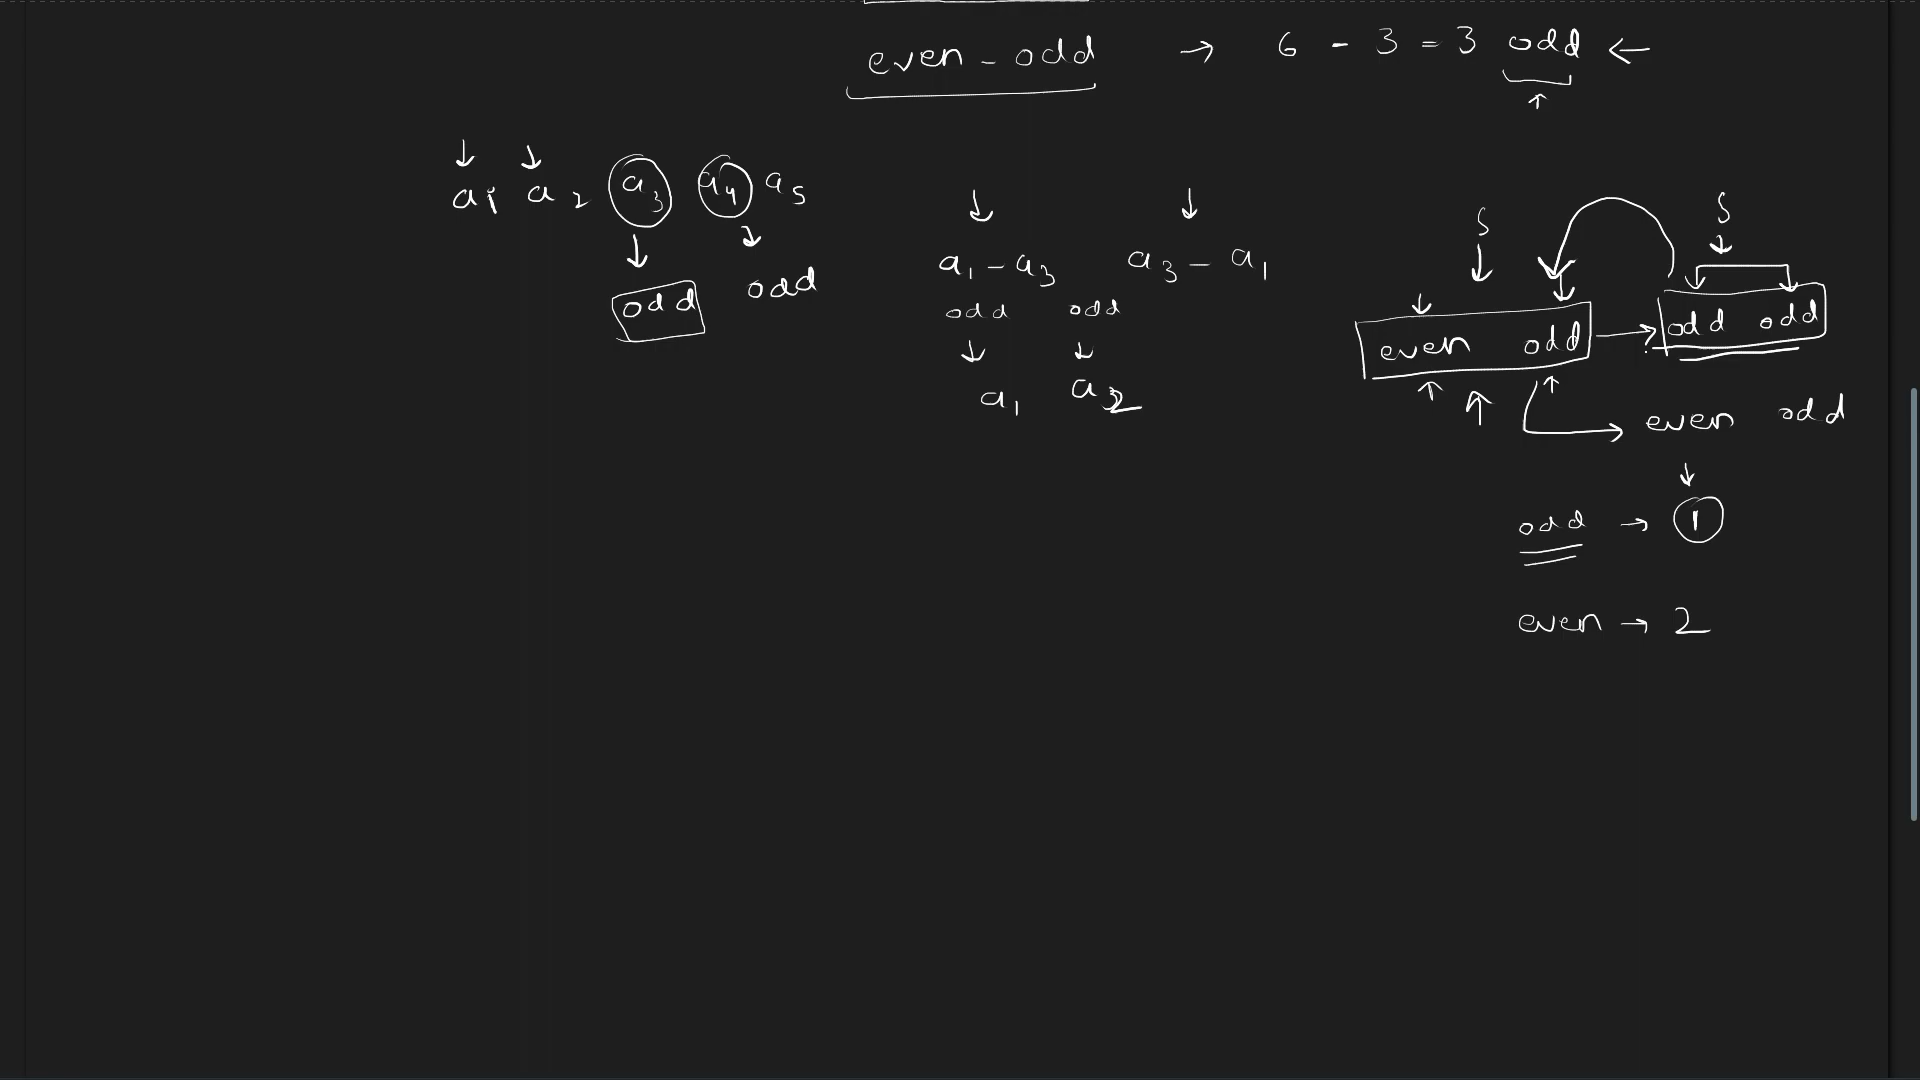 even - odd → 6 - 3 = 3 odd ←
a1 a2 a3 a4 a5
odd odd
a1 - a3 a3 - a1
odd odd
a1 a2
S S
even odd → odd odd
even odd
odd → 1
even → 2